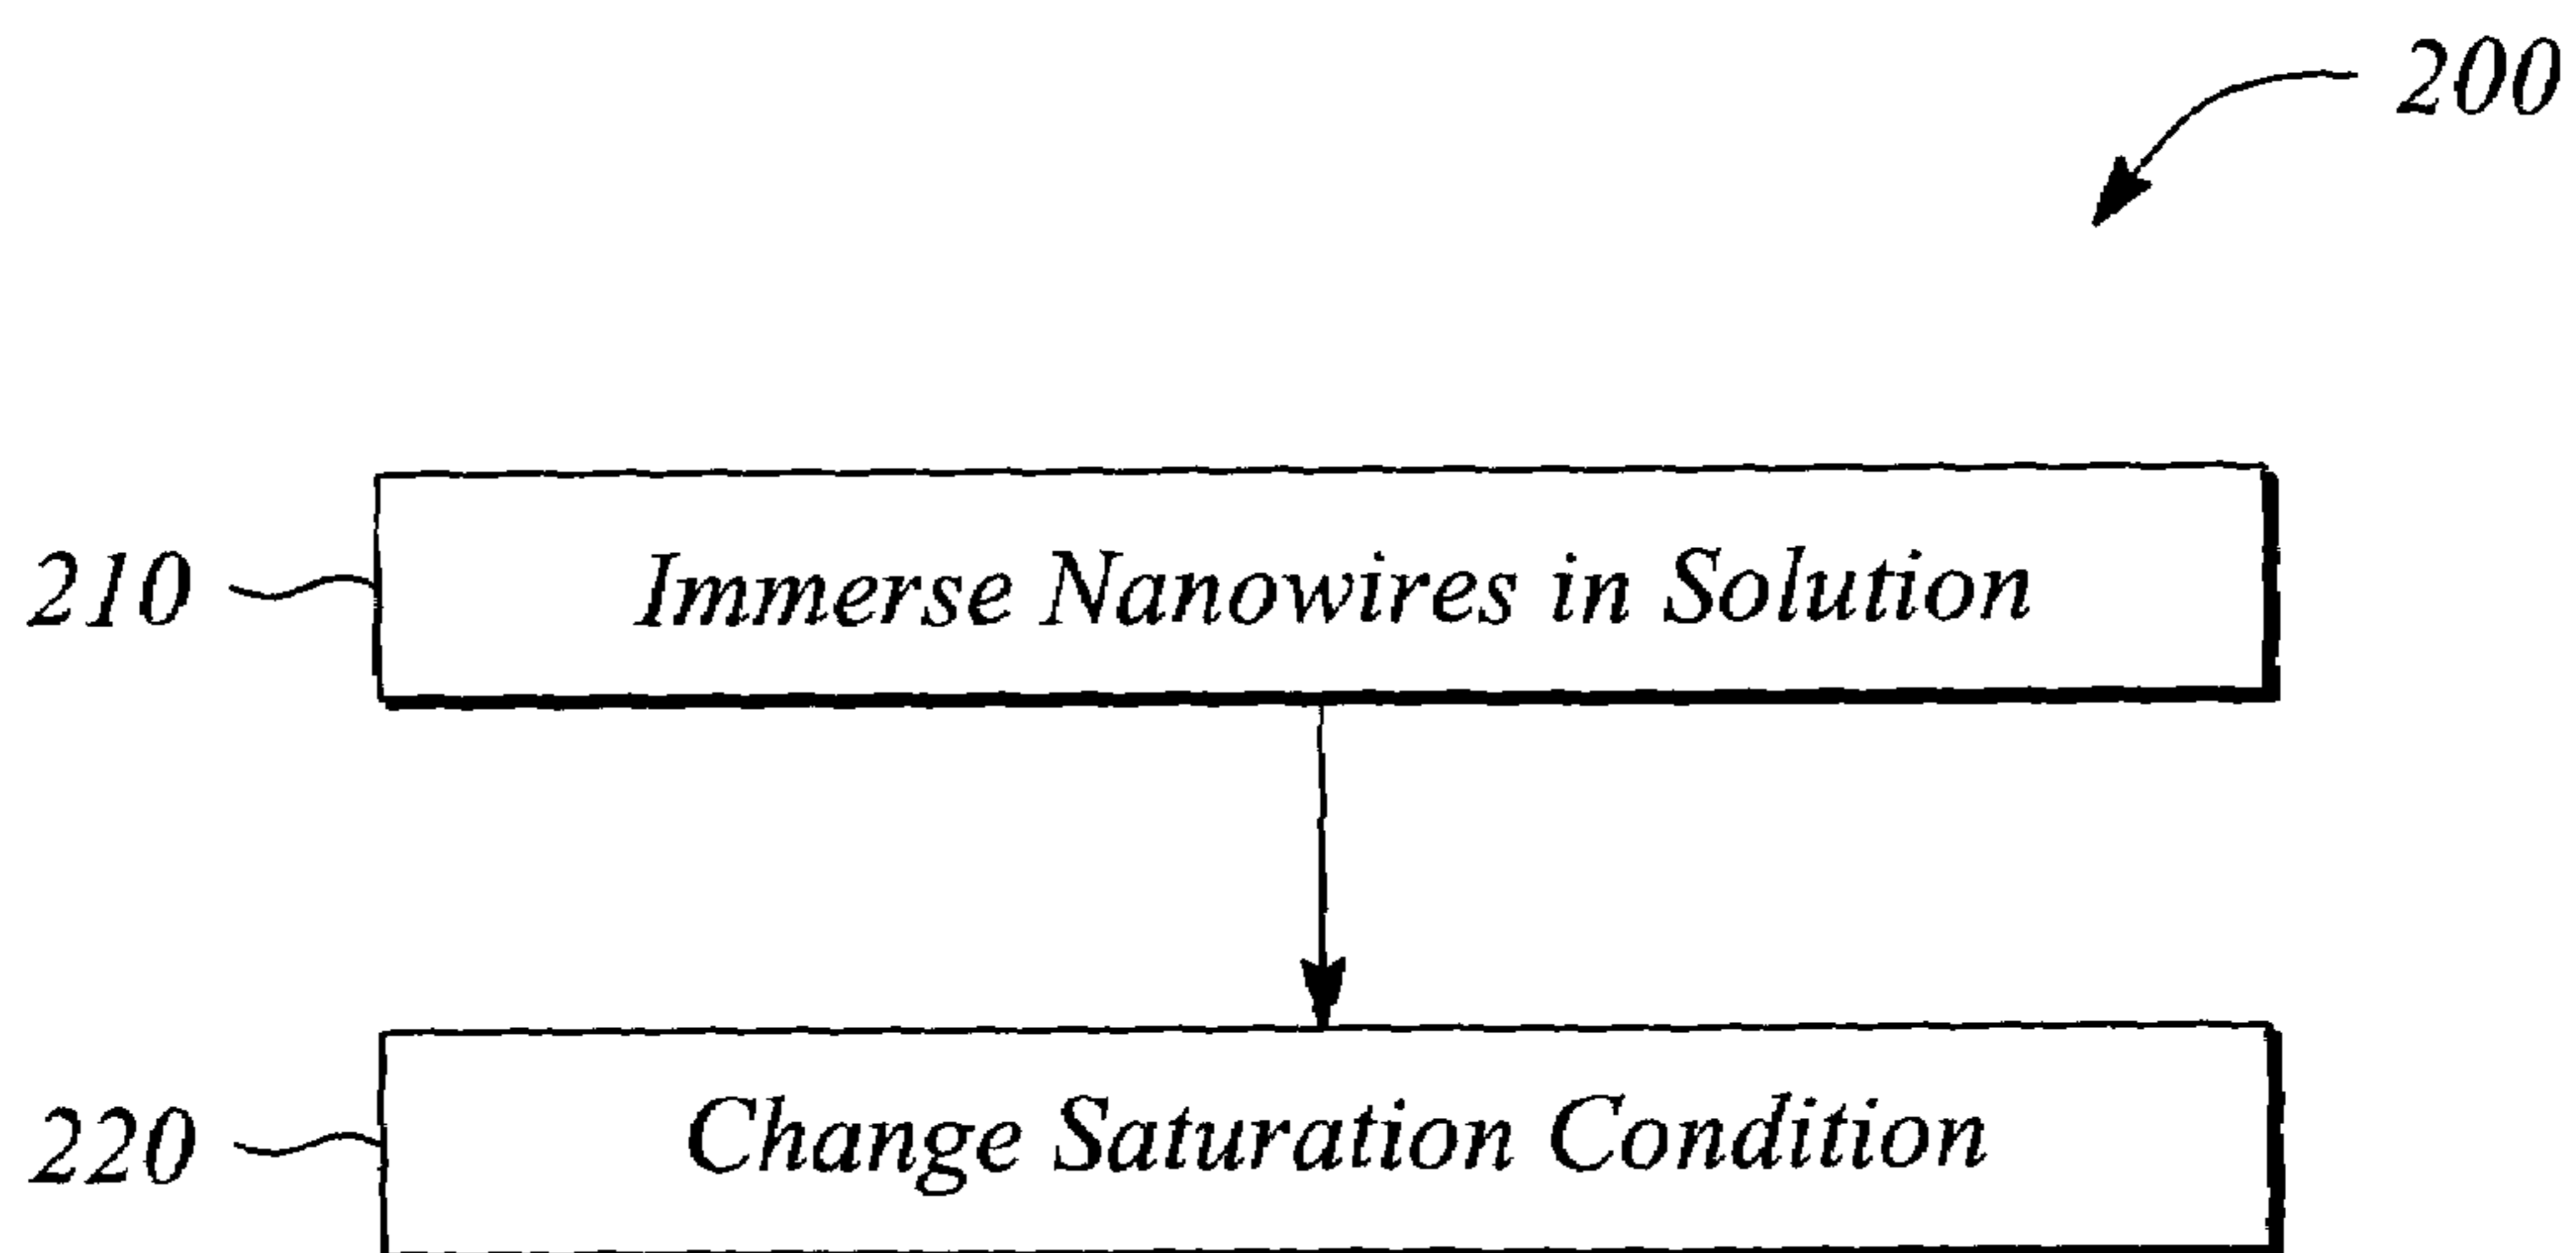 200
210 Immerse Nanowires in Solution
220 Change Saturation Condition